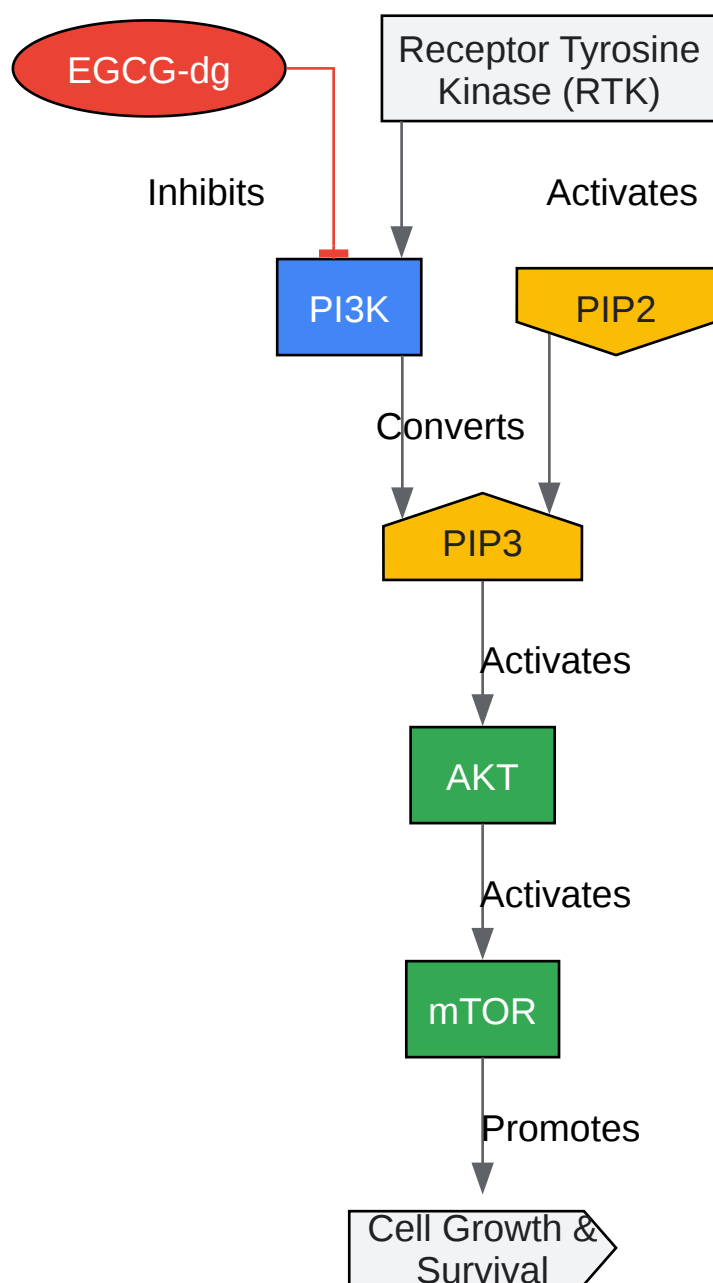 EGCG-dg
Receptor Tyrosine
Kinase (RTK)
Inhibits
Activates
PI3K
PIP2
Converts
PIP3
Activates
AKT
Activates
mTOR
Promotes
Cell Growth &
Survival